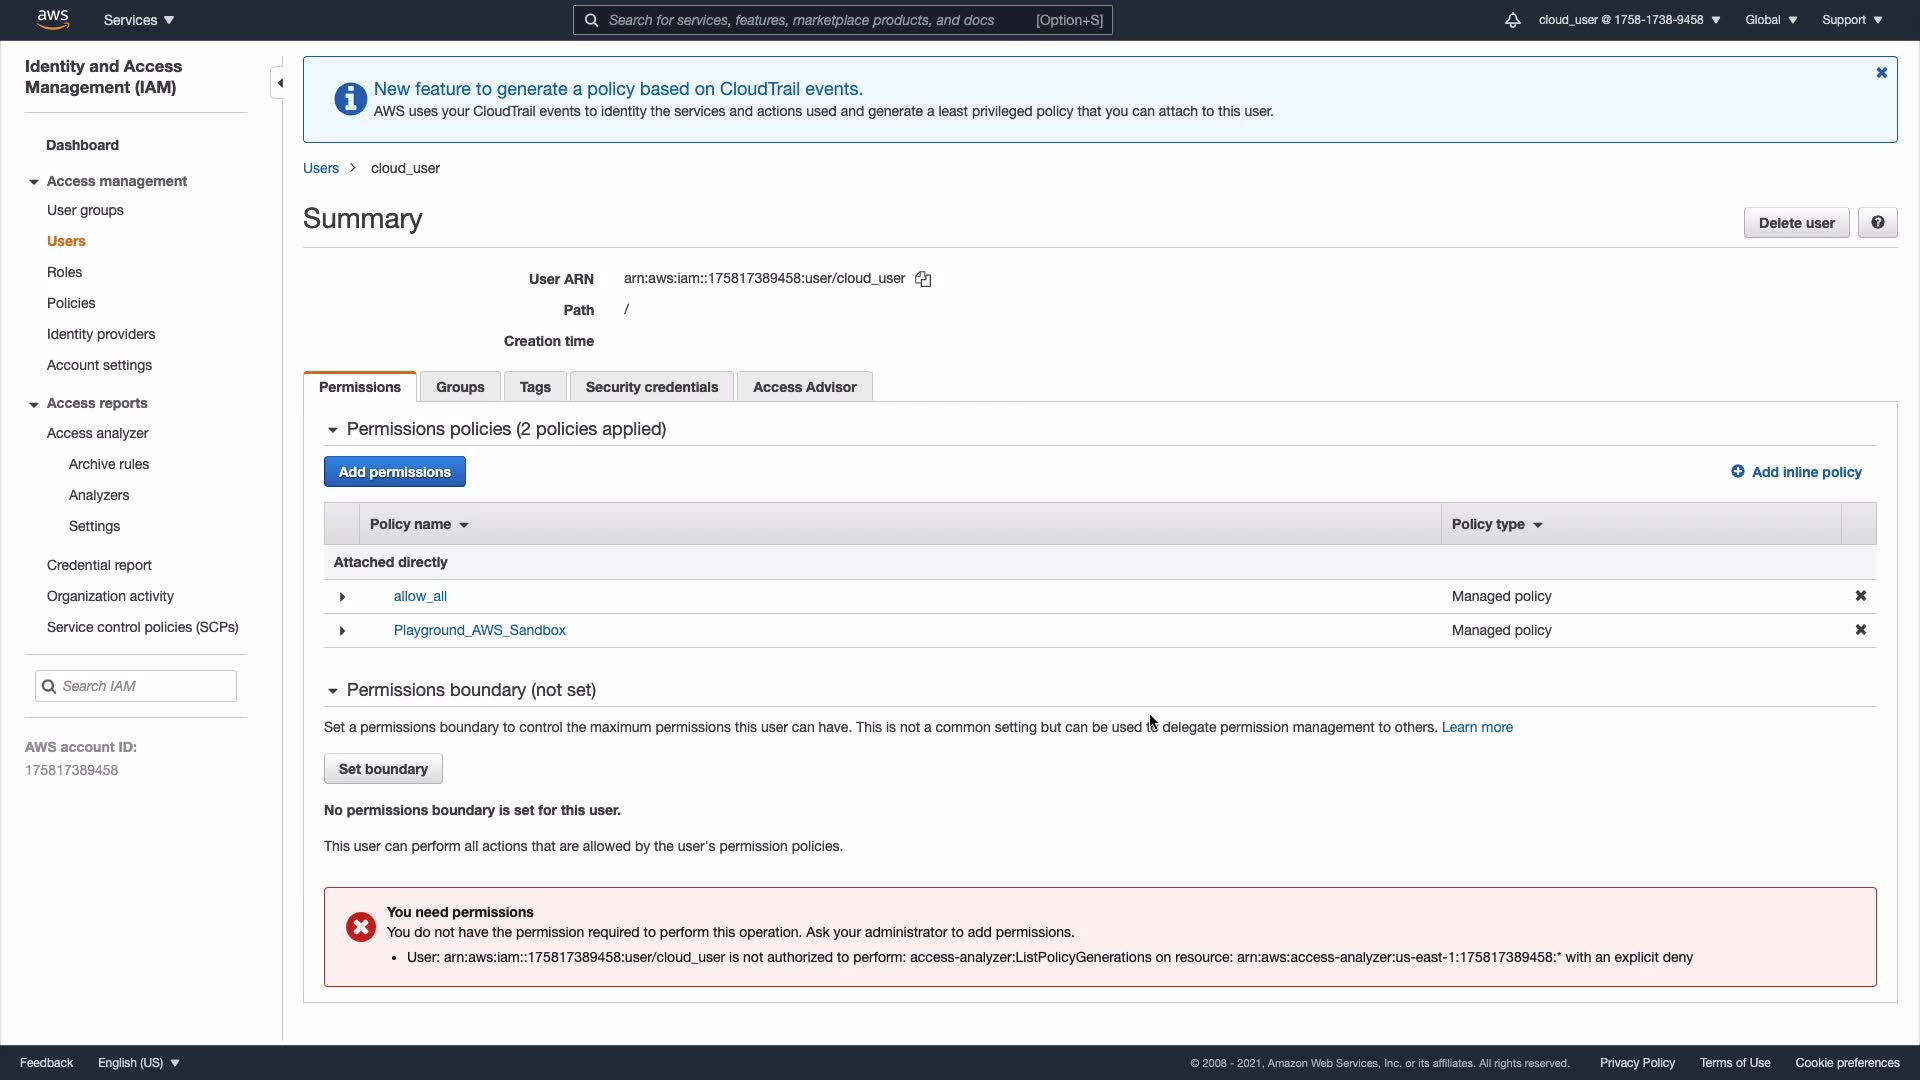 aws
Services
Search for services, features, marketplace products, and docs [Option+S]
cloud_user @ 1758-1738-9458
Global
Support
Identity and Access
Management (IAM)
Dashboard
Access management
User groups
Users
Roles
Policies
Identity providers
Account settings
Access reports
Access analyzer
Archive rules
Analyzers
Settings
Credential report
Organization activity
Service control policies (SCPs)
Search IAM
AWS account ID:
175817389458
New feature to generate a policy based on CloudTrail events.
AWS uses your CloudTrail events to identify the services and actions used and generate a least privileged policy that you can attach to this user.
Users > cloud_user
Summary
Delete user
User ARN arn:aws:iam::175817389458:user/cloud_user
Path /
Creation time
Permissions Groups Tags Security credentials Access Advisor
Permissions policies (2 policies applied)
Add permissions
Add inline policy
Policy name Policy type
Attached directly
allow_all Managed policy
Playground_AWS_Sandbox Managed policy
Permissions boundary (not set)
Set a permissions boundary to control the maximum permissions this user can have. This is not a common setting but can be used to delegate permission management to others. Learn more
Set boundary
No permissions boundary is set for this user.
This user can perform all actions that are allowed by the user's permission policies.
You need permissions
You do not have the permission required to perform this operation. Ask your administrator to add permissions.
• User: arn:aws:iam::175817389458:user/cloud_user is not authorized to perform: access-analyzer:ListPolicyGenerations on resource: arn:aws:access-analyzer:us-east-1:175817389458:* with an explicit deny
Feedback English (US)
© 2008 - 2021, Amazon Web Services, Inc. or its affiliates. All rights reserved. Privacy Policy Terms of Use Cookie preferences